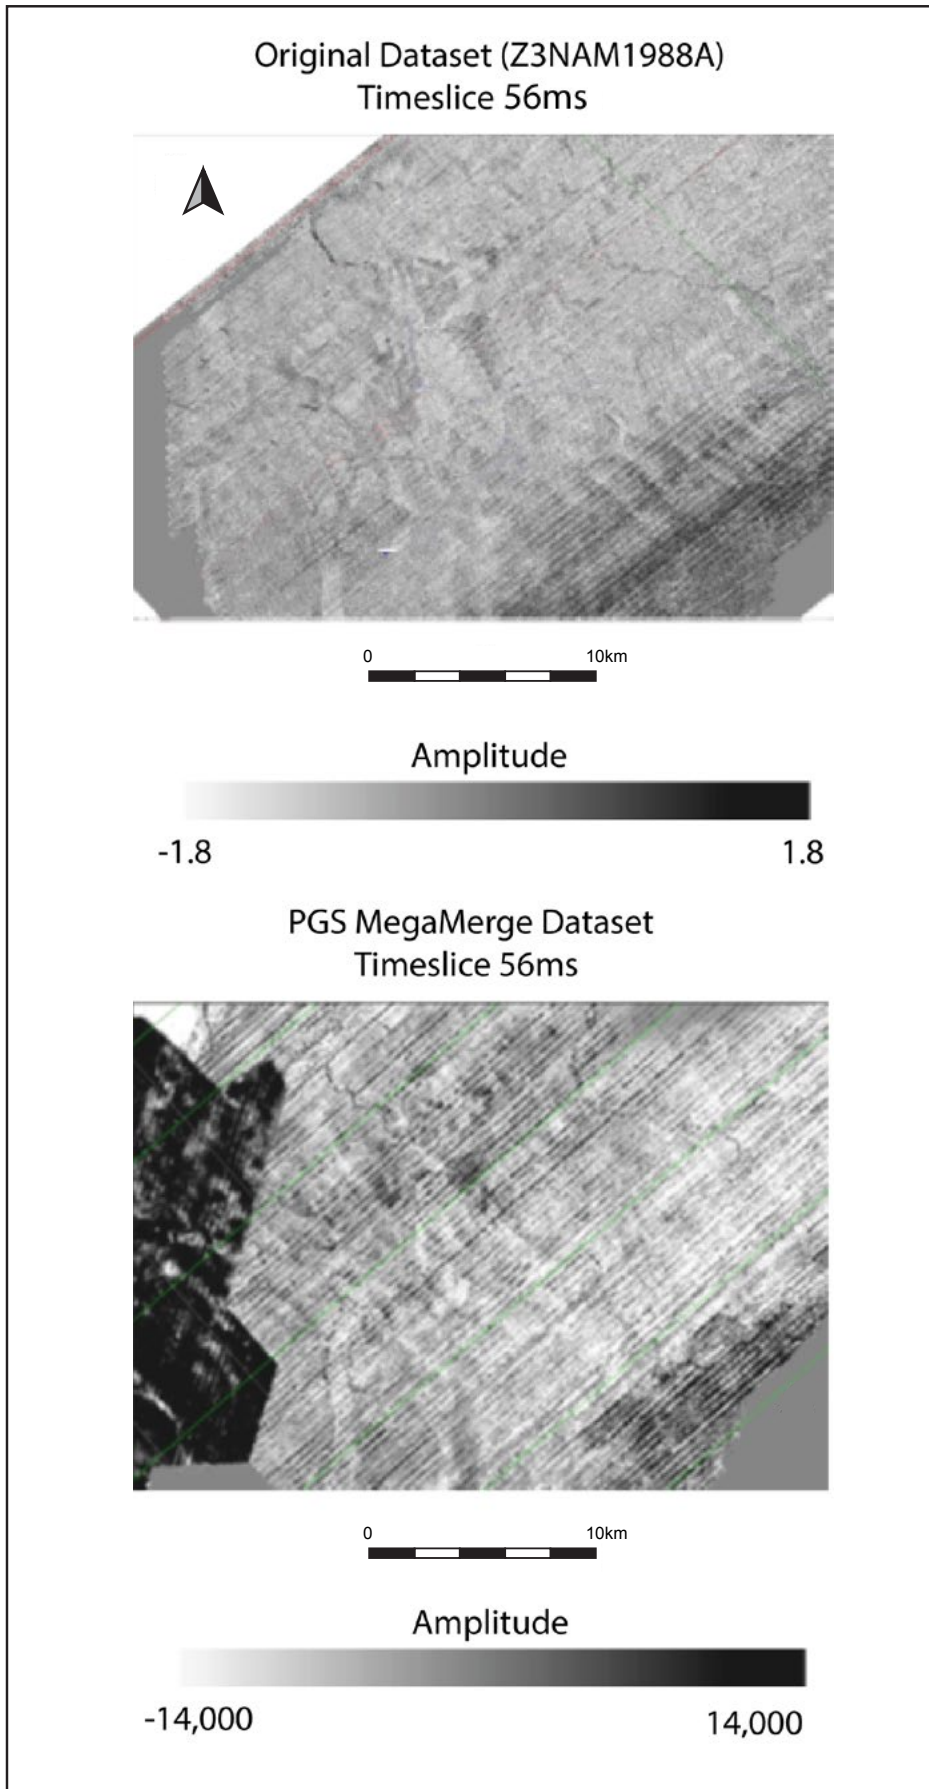 Original Dataset (Z3NAM1988A)
Timeslice 56ms
0 10km
Amplitude
-1.8 1.8
PGS MegaMerge Dataset
Timeslice 56ms
0 10km
Amplitude
-14,000 14,000